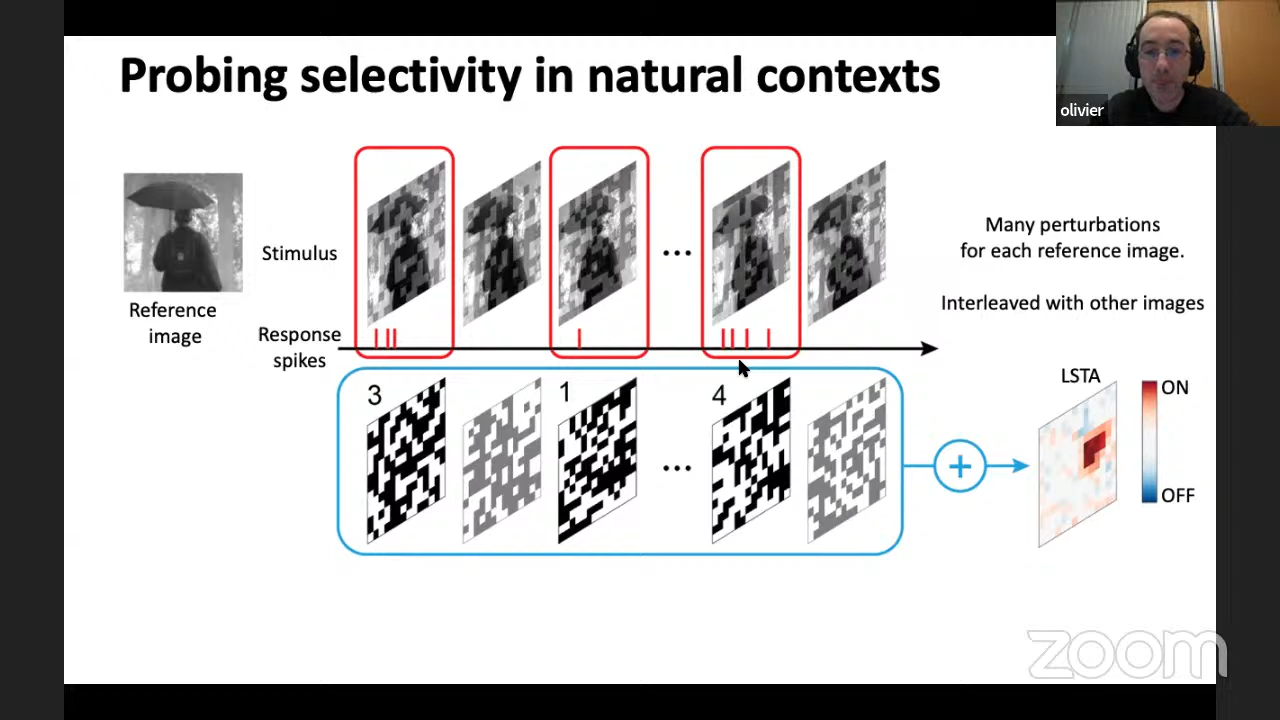 Probing selectivity in natural contexts
olivier
Reference
image
Stimulus
...
Response
spikes
Many perturbations
for each reference image.
Interleaved with other images
3
1
...
4
+
LSTA
ON
OFF
zoom